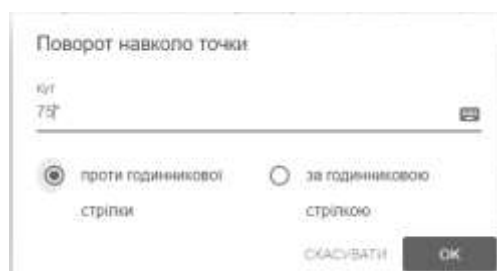 Поворот навколо точки
Кут
75°
проти годинникової
стрілки
за годинниковою
стрілкою
СКАСУВАТИ
OK